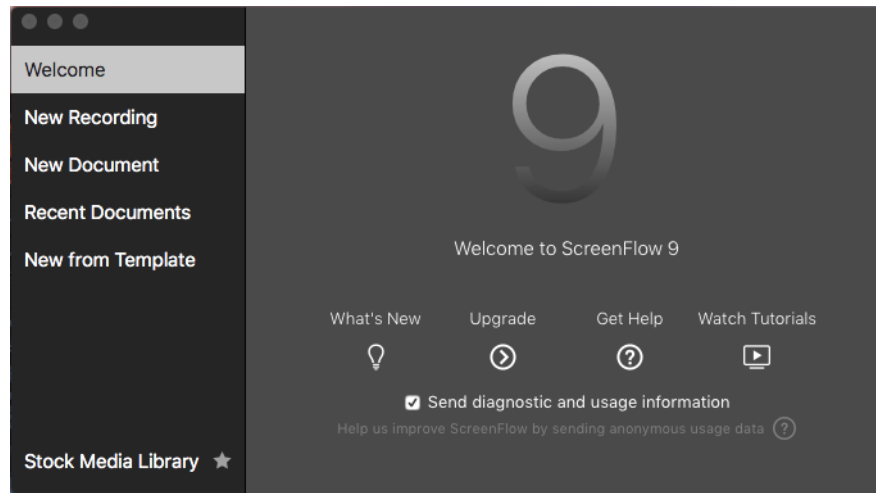 Welcome
New Recording
New Document
Recent Documents
New from Template
Stock Media Library
9
Welcome to ScreenFlow 9
What's New Upgrade Get Help Watch Tutorials
Send diagnostic and usage information
Help us improve ScreenFlow by sending anonymous usage data ?